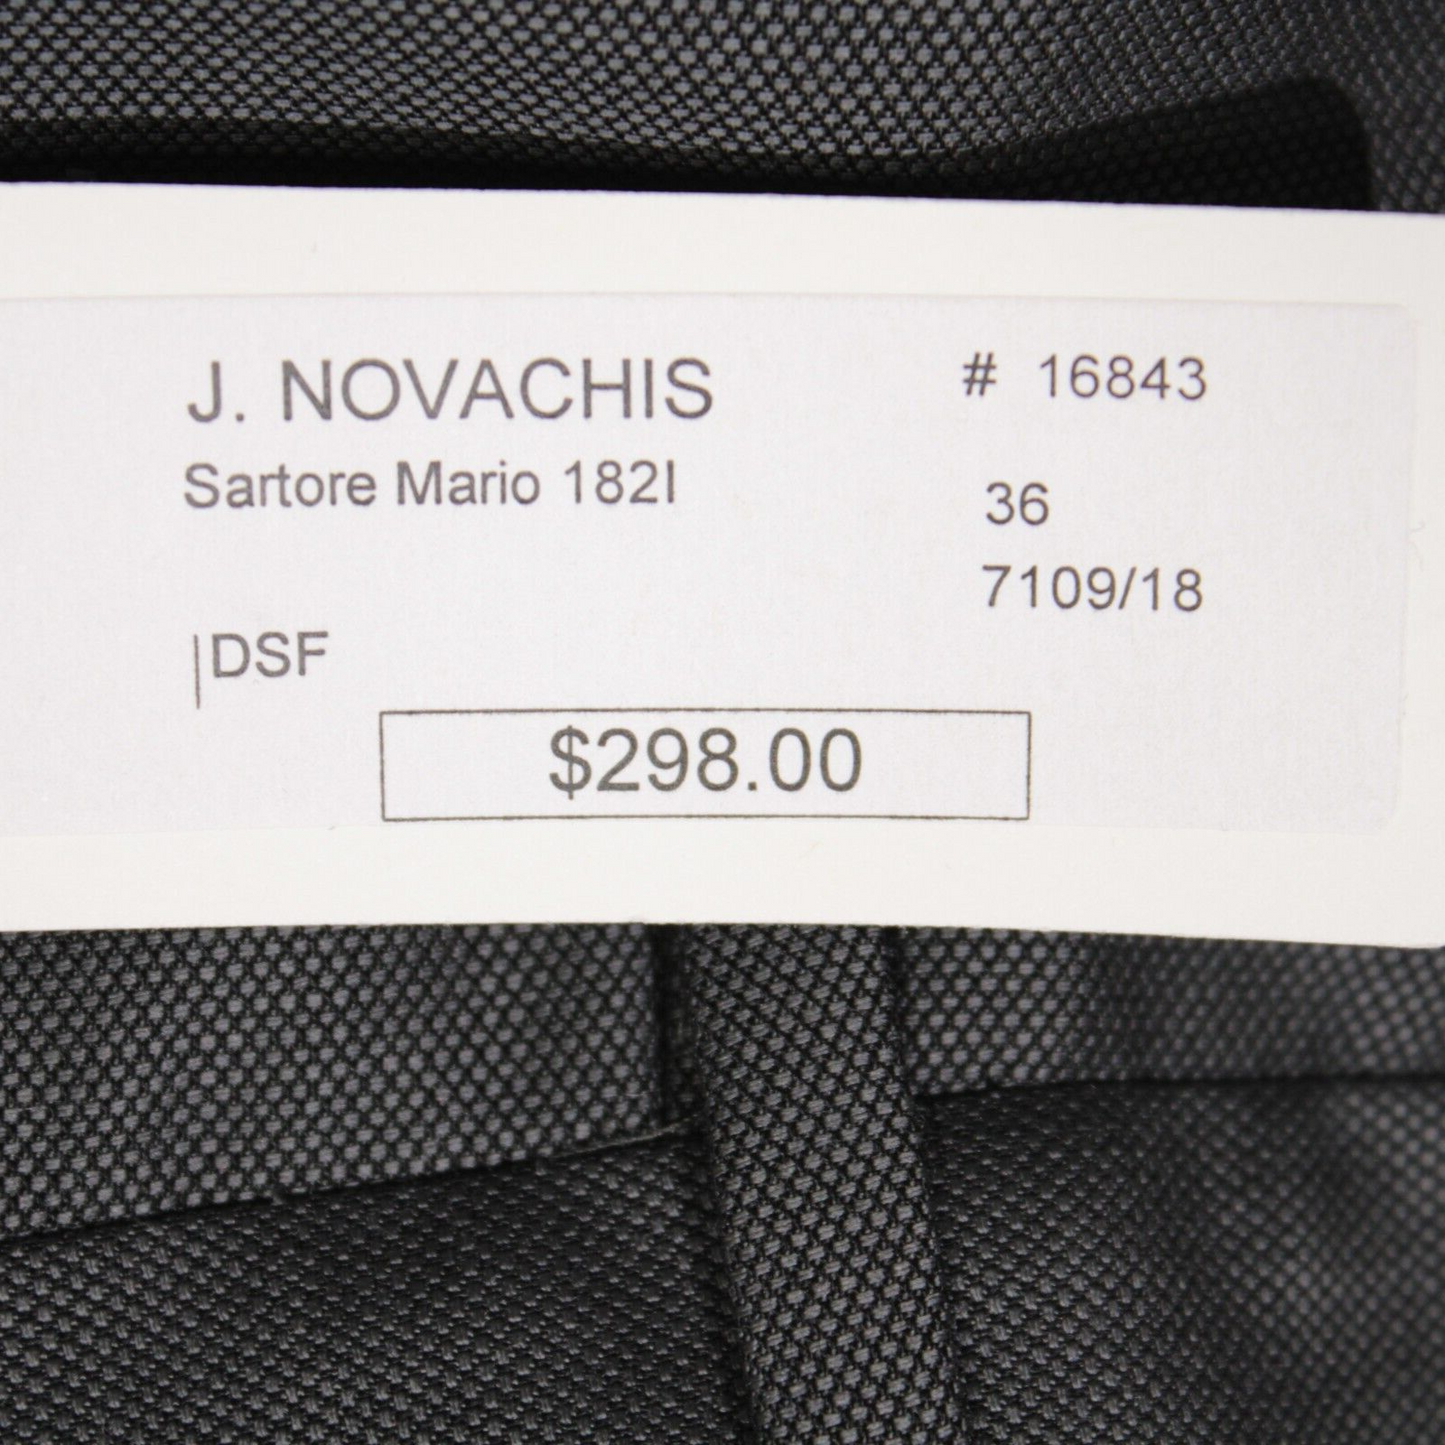 J. NOVACHIS
# 16843
Sartore Mario 182I
36
7109/18
|DSF
$298.00